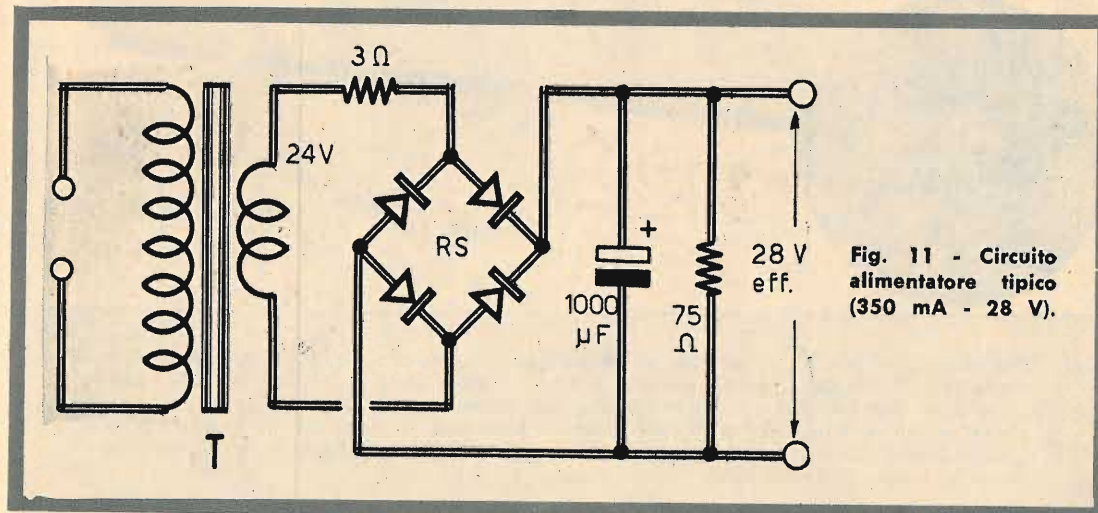 3 Ω
24V
RS
T
+
1000
μF
75
Ω
28 V
eff.
Fig. 11 - Circuito
alimentatore tipico
(350 mA - 28 V).